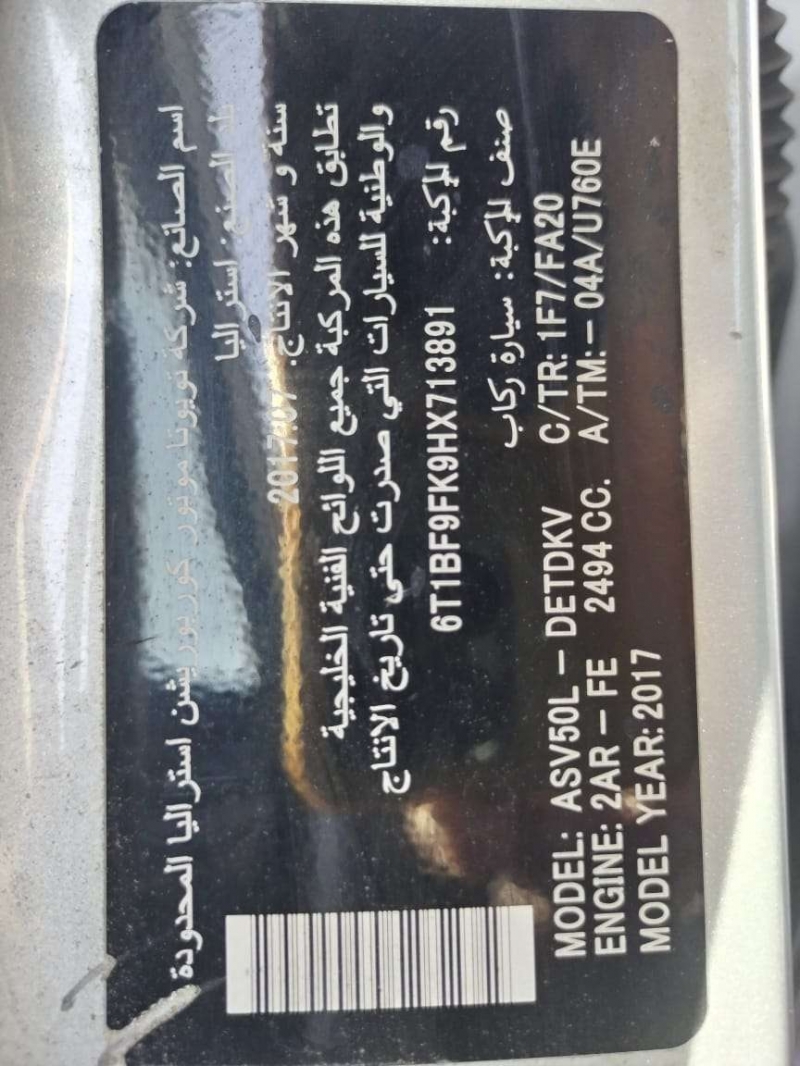 اسم الصانع: شركة تويوتا موتور كوربوريشن استراليا المحدودة
بلد الصنع: استراليا
سنة و شهر الانتاج: 2017.07
تطابق هذه المركبة جميع اللوائح الفنية الخليجية
والوطنية للسيارات التي صدرت حتى تاريخ الانتاج
رقم المركبة: 6T1BF9FK9HX713891
صنف المركبة: سيارة ركاب
MODEL: ASV50L – DETDKV C/TR: 1F7/FA20
ENGINE: 2AR – FE 2494 CC. A/TM: – 04A/U760E
MODEL YEAR: 2017